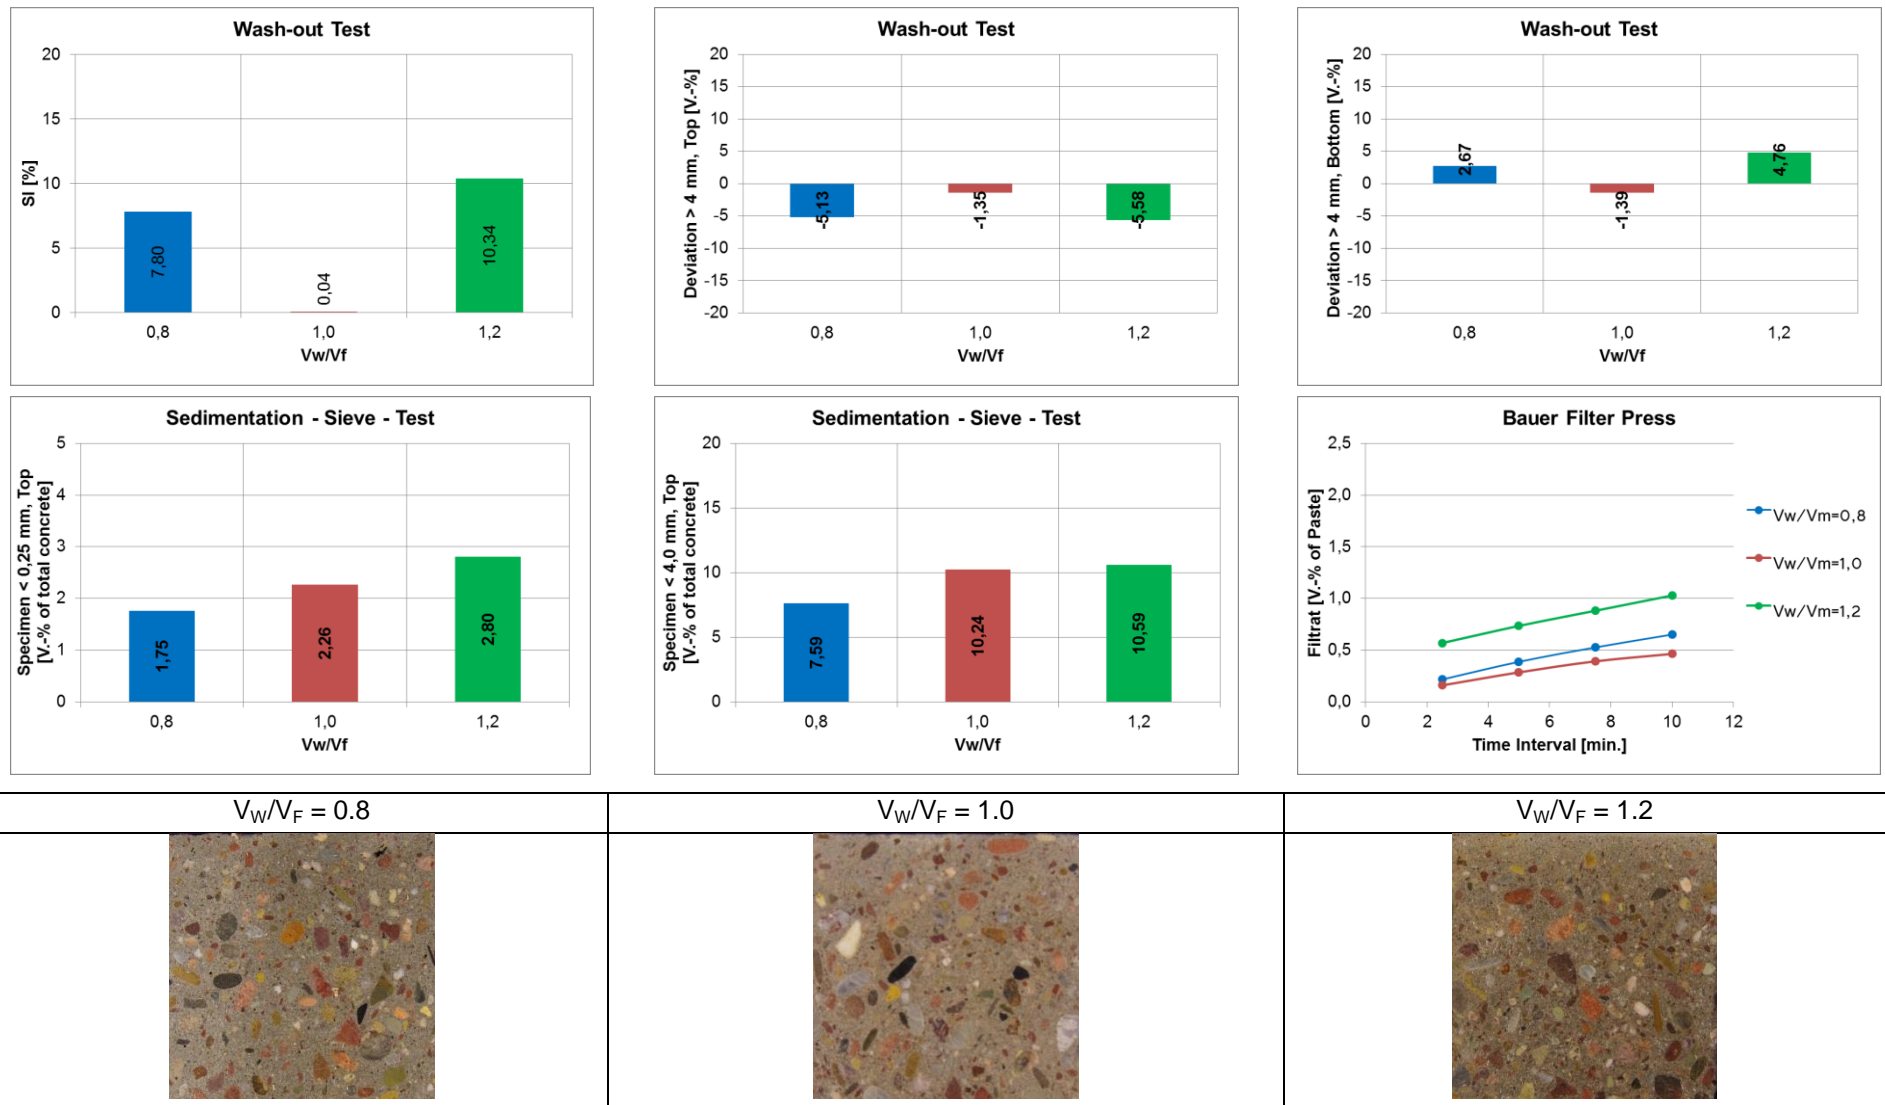 Wash-out Test
20
15
10
5
0
SI [%]
7,80
0,04
10,34
0,8
1,0
1,2
Vw/Vf
Wash-out Test
20
15
10
5
0
-5
-10
-15
-20
Deviation > 4 mm, Top [V.-%]
-5,13
-1,35
-5,58
0,8
1,0
1,2
Vw/Vf
Wash-out Test
20
15
10
5
0
-5
-10
-15
-20
Deviation > 4 mm, Bottom [V.-%]
2,67
-1,39
4,76
0,8
1,0
1,2
Vw/Vf
Sedimentation - Sieve - Test
5
4
3
2
1
0
Specimen < 0,25 mm, Top
[V.-% of total concrete]
1,75
2,26
2,80
0,8
1,0
1,2
Vw/Vf
Sedimentation - Sieve - Test
20
15
10
5
0
Specimen < 4,0 mm, Top
[V.-% of total concrete]
7,59
10,24
10,59
0,8
1,0
1,2
Vw/Vf
Bauer Filter Press
2,5
2,0
1,5
1,0
0,5
0,0
Filtrat [V.-% of Paste]
0
2
4
6
8
10
12
Time Interval [min.]
Vw/Vm=0,8
Vw/Vm=1,0
Vw/Vm=1,2
VW/VF = 0.8
VW/VF = 1.0
VW/VF = 1.2